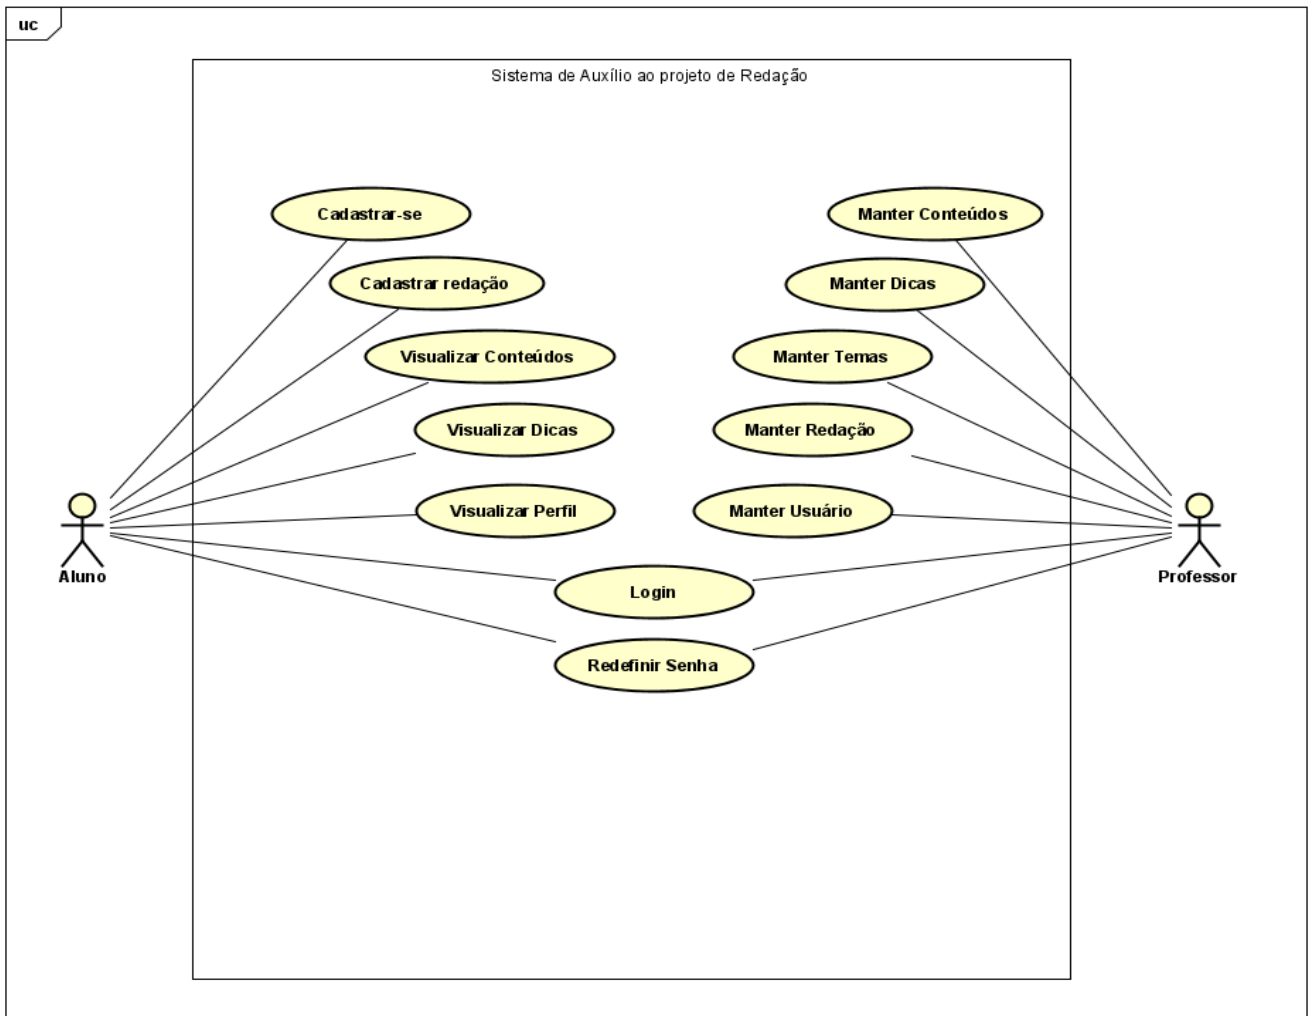 uc
Sistema de Auxílio ao projeto de Redação
Cadastrar-se
Manter Conteúdos
Cadastrar redação
Manter Dicas
Visualizar Conteúdos
Manter Temas
Visualizar Dicas
Manter Redação
Visualizar Perfil
Manter Usuário
Aluno
Professor
Login
Redefinir Senha